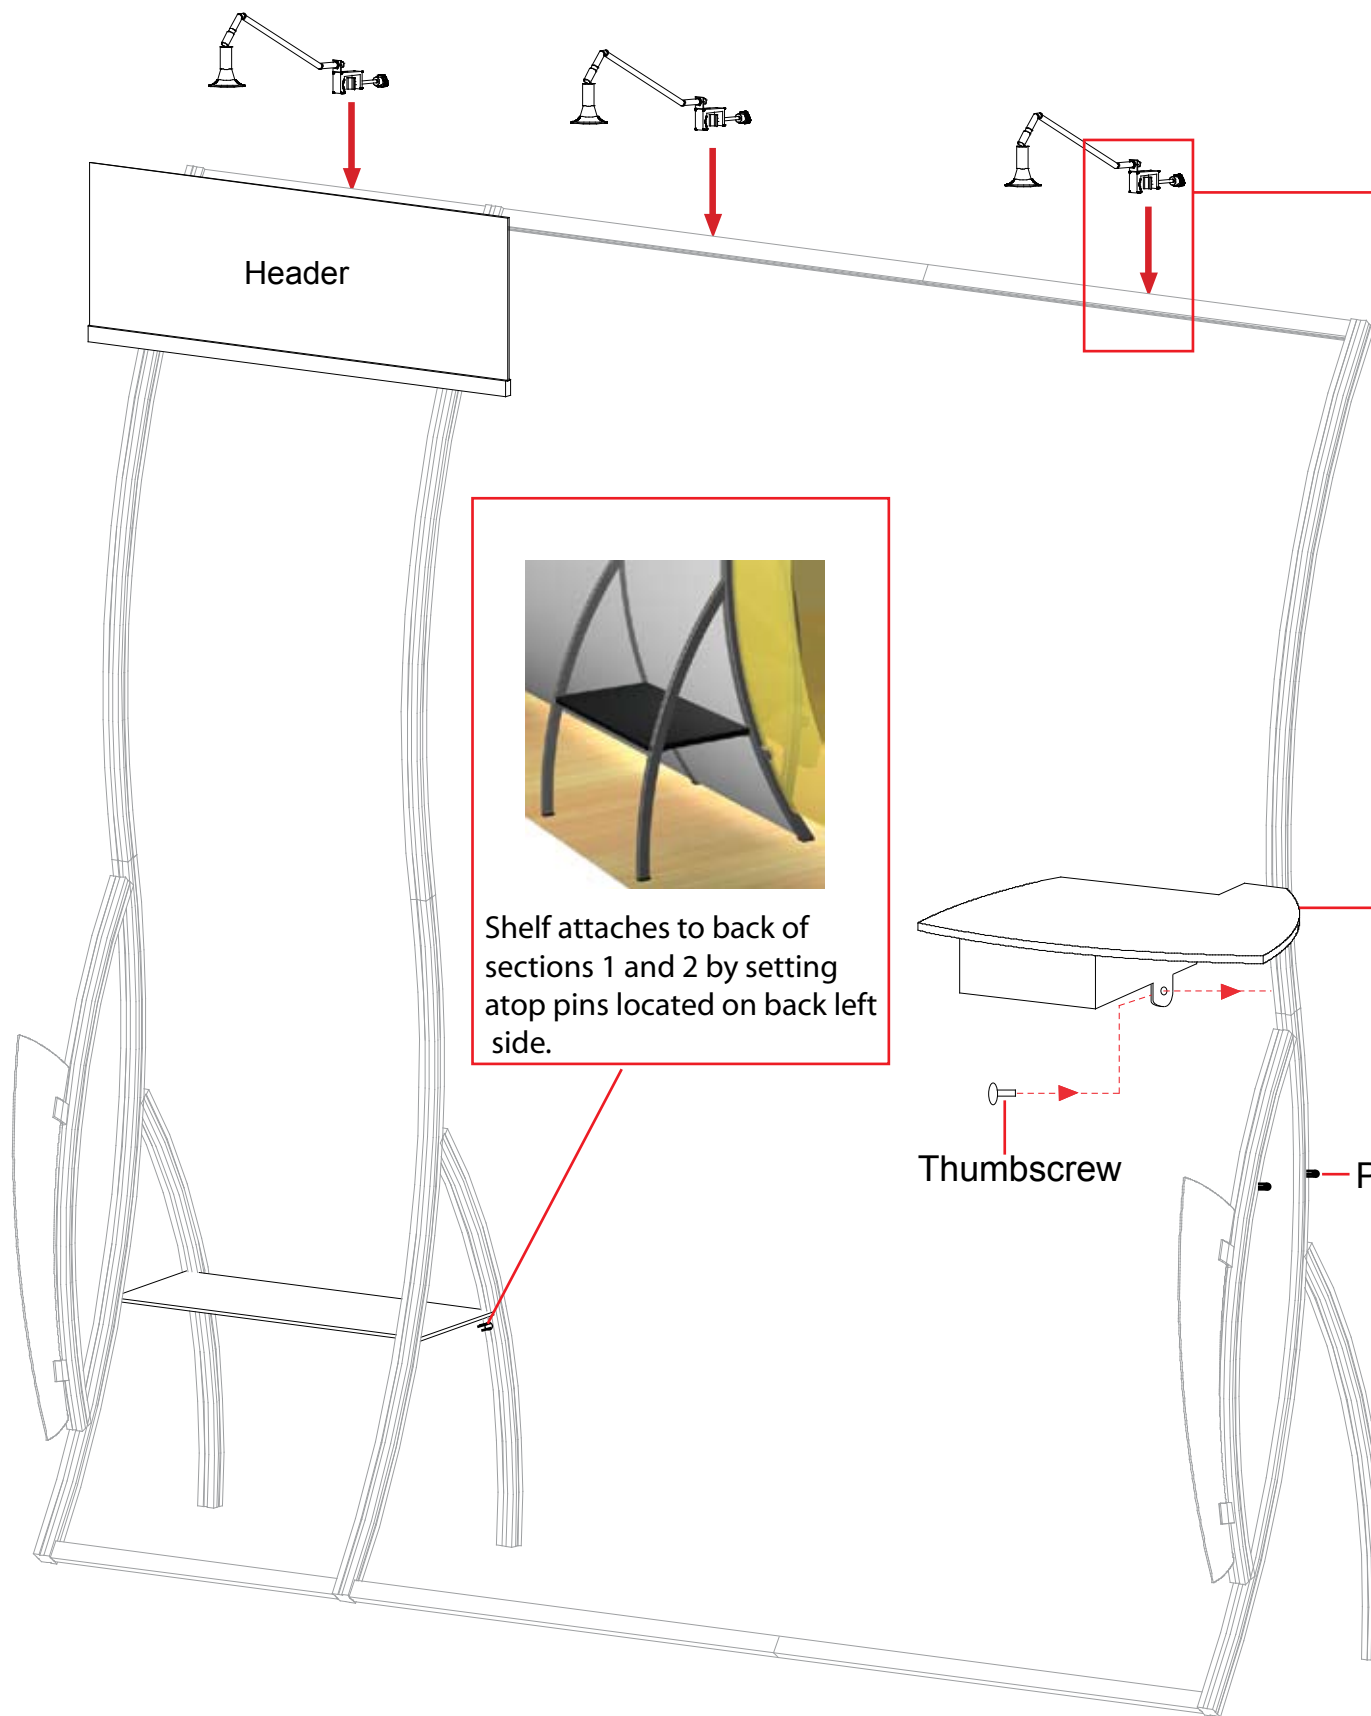 Header
Shelf attaches to back of
sections 1 and 2 by setting
atop pins located on back left
side.
Thumbscrew